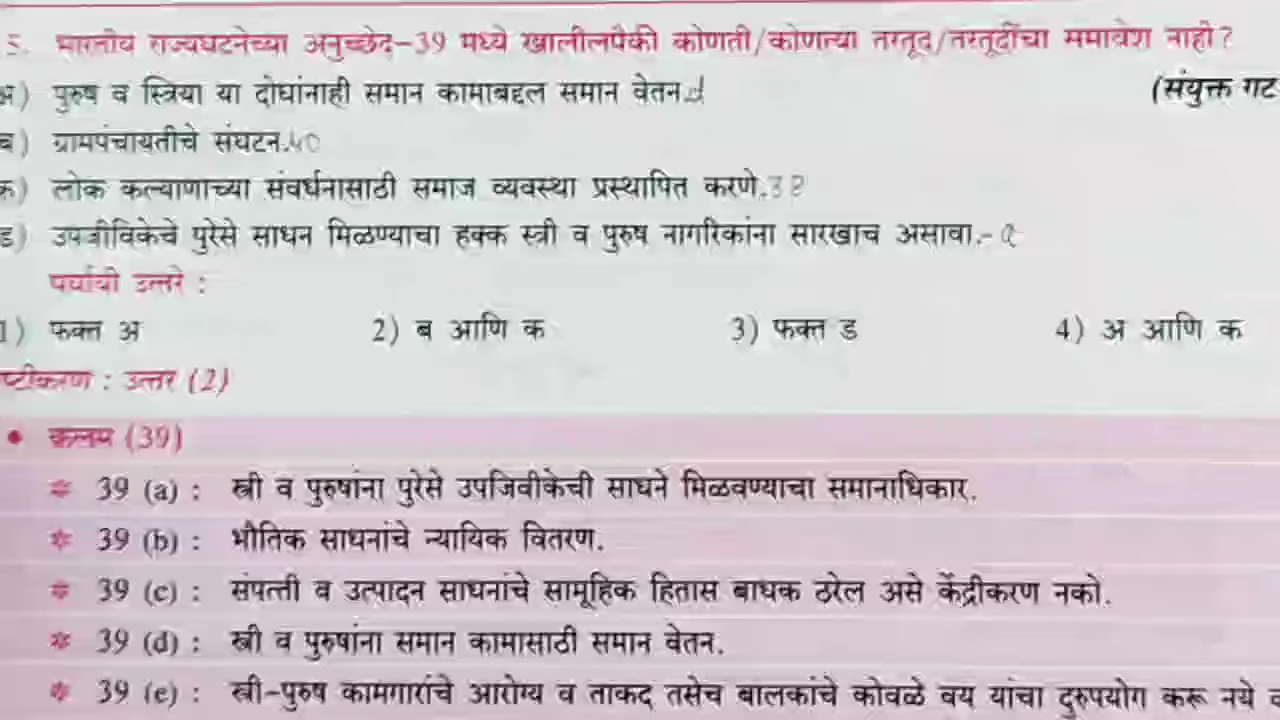 5. भारतीय राज्यघटनेच्या अनुच्छेद-39 मध्ये खालीलपैकी कोणती/कोणत्या तरतूद/तरतूदींचा समावेश नाही?
अ) पुरुष व स्त्रिया या दोघांनाही समान कामाबद्दल समान वेतन. d (संयुक्त गट
ब) ग्रामपंचायतीचे संघटन. 40
क) लोक कल्याणाच्या संवर्धनासाठी समाज व्यवस्था प्रस्थापित करणे. 38
ड) उपजीविकेचे पुरेसे साधन मिळण्याचा हक्क स्त्री व पुरुष नागरिकांना सारखाच असावा. - a
पर्यायी उत्तरे :
1) फक्त अ 2) ब आणि क 3) फक्त ड 4) अ आणि क
ष्टीकरण : उत्तर (2)
• कलम (39)
* 39 (a) : स्त्री व पुरुषांना पुरेसे उपजिवीकेची साधने मिळवण्याचा समानाधिकार.
* 39 (b) : भौतिक साधनांचे न्यायिक वितरण.
* 39 (c) : संपत्ती व उत्पादन साधनांचे सामूहिक हितास बाधक ठरेल असे केंद्रीकरण नको.
* 39 (d) : स्त्री व पुरुषांना समान कामासाठी समान वेतन.
* 39 (e) : स्त्री-पुरुष कामगारांचे आरोग्य व ताकद तसेच बालकांचे कोवळे वय यांचा दुरुपयोग करू नये